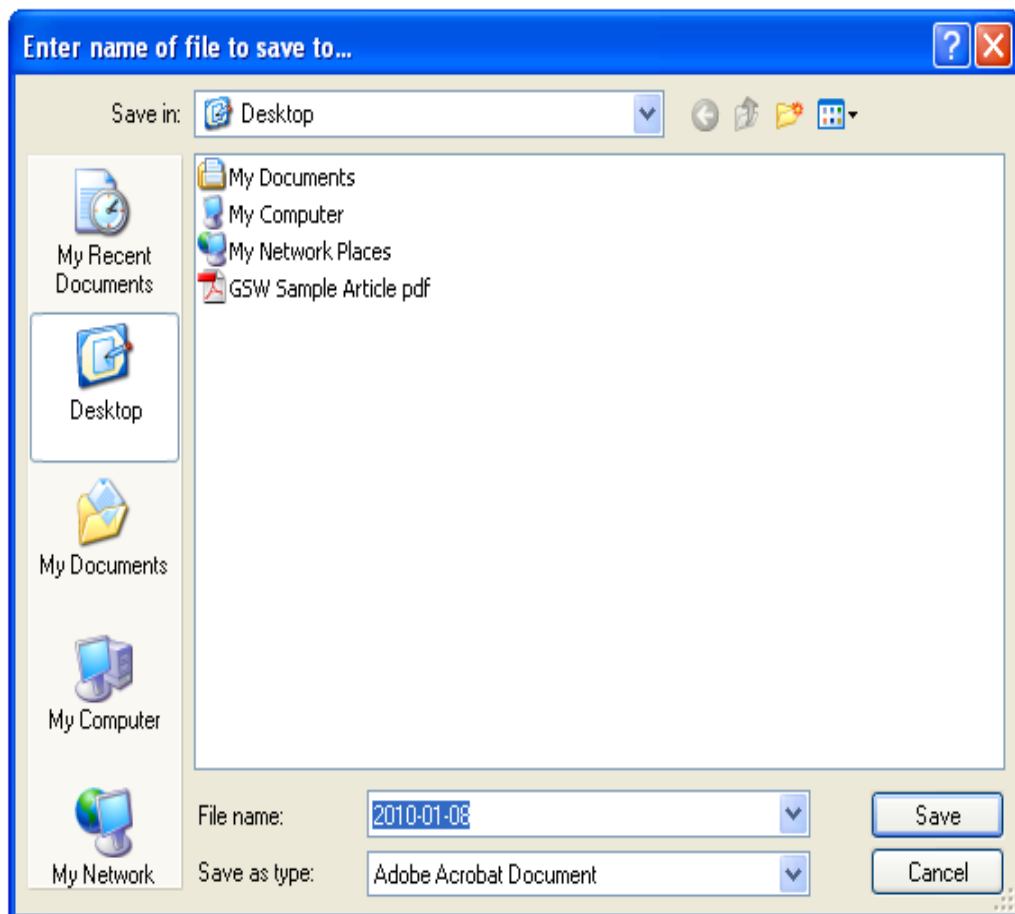 Enter name of file to save to...
Save in:
Desktop
My Recent
Documents
Desktop
My Documents
My Computer
My Network
My Documents
My Computer
My Network Places
GSW Sample Article pdf
File name:
2010-01-08
Save
Save as type:
Adobe Acrobat Document
Cancel